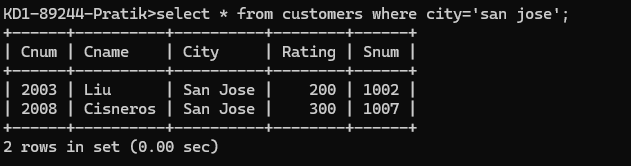 KD1-89244-Pratik>select * from customers where city='san jose';
+------+----------+----------+--------+------+
| Cnum | Cname    | City     | Rating | Snum |
+------+----------+----------+--------+------+
| 2003 | Liu      | San Jose |    200 | 1002 |
| 2008 | Cisneros | San Jose |    300 | 1007 |
+------+----------+----------+--------+------+
2 rows in set (0.00 sec)